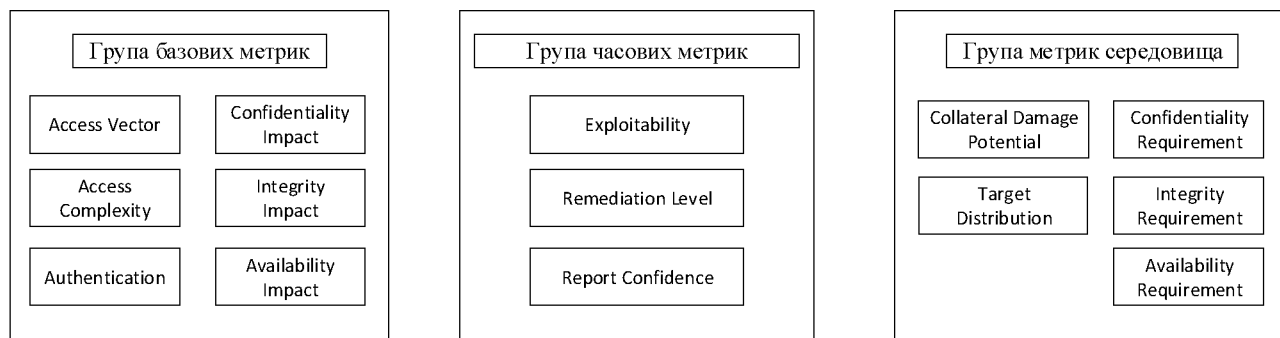 Група базових метрик
Access Vector
Confidentiality
Impact
Access
Complexity
Integrity
Impact
Authentication
Availability
Impact
Група часових метрик
Exploitability
Remediation Level
Report Confidence
Група метрик середовища
Collateral Damage
Potential
Confidentiality
Requirement
Target
Distribution
Integrity
Requirement
Availability
Requirement